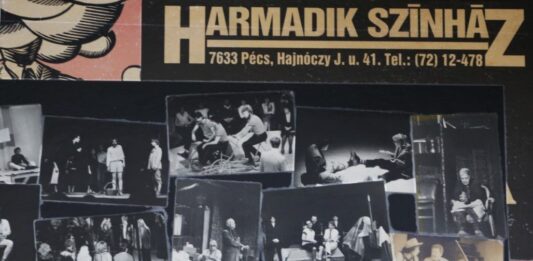 HARMADIK SZÍNHÁZ
7633 Pécs, Hajnóczy J. u. 41. Tel.: (72) 12-478